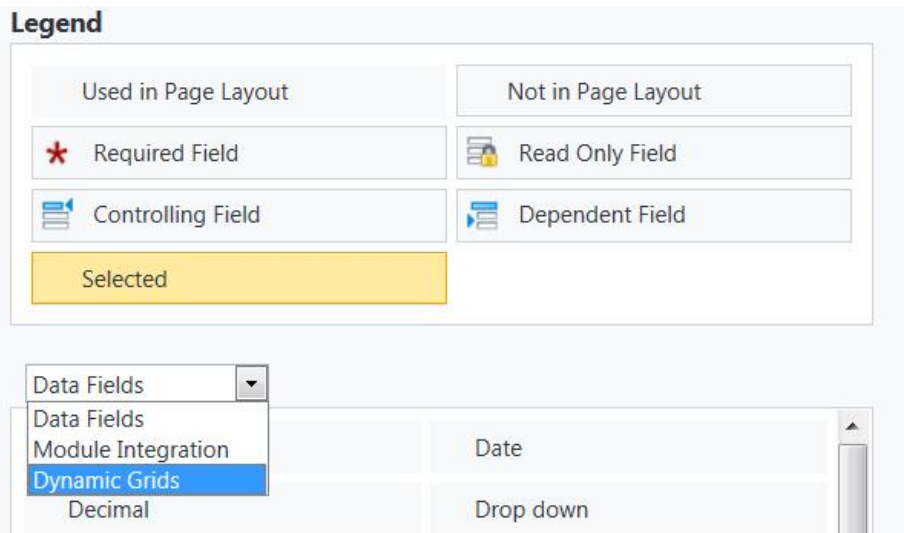 Legend
Used in Page Layout
Not in Page Layout
Required Field
Read Only Field
Controlling Field
Dependent Field
Selected
Data Fields
Data Fields
Module Integration
Date
Dynamic Grids
Decimal
Drop down